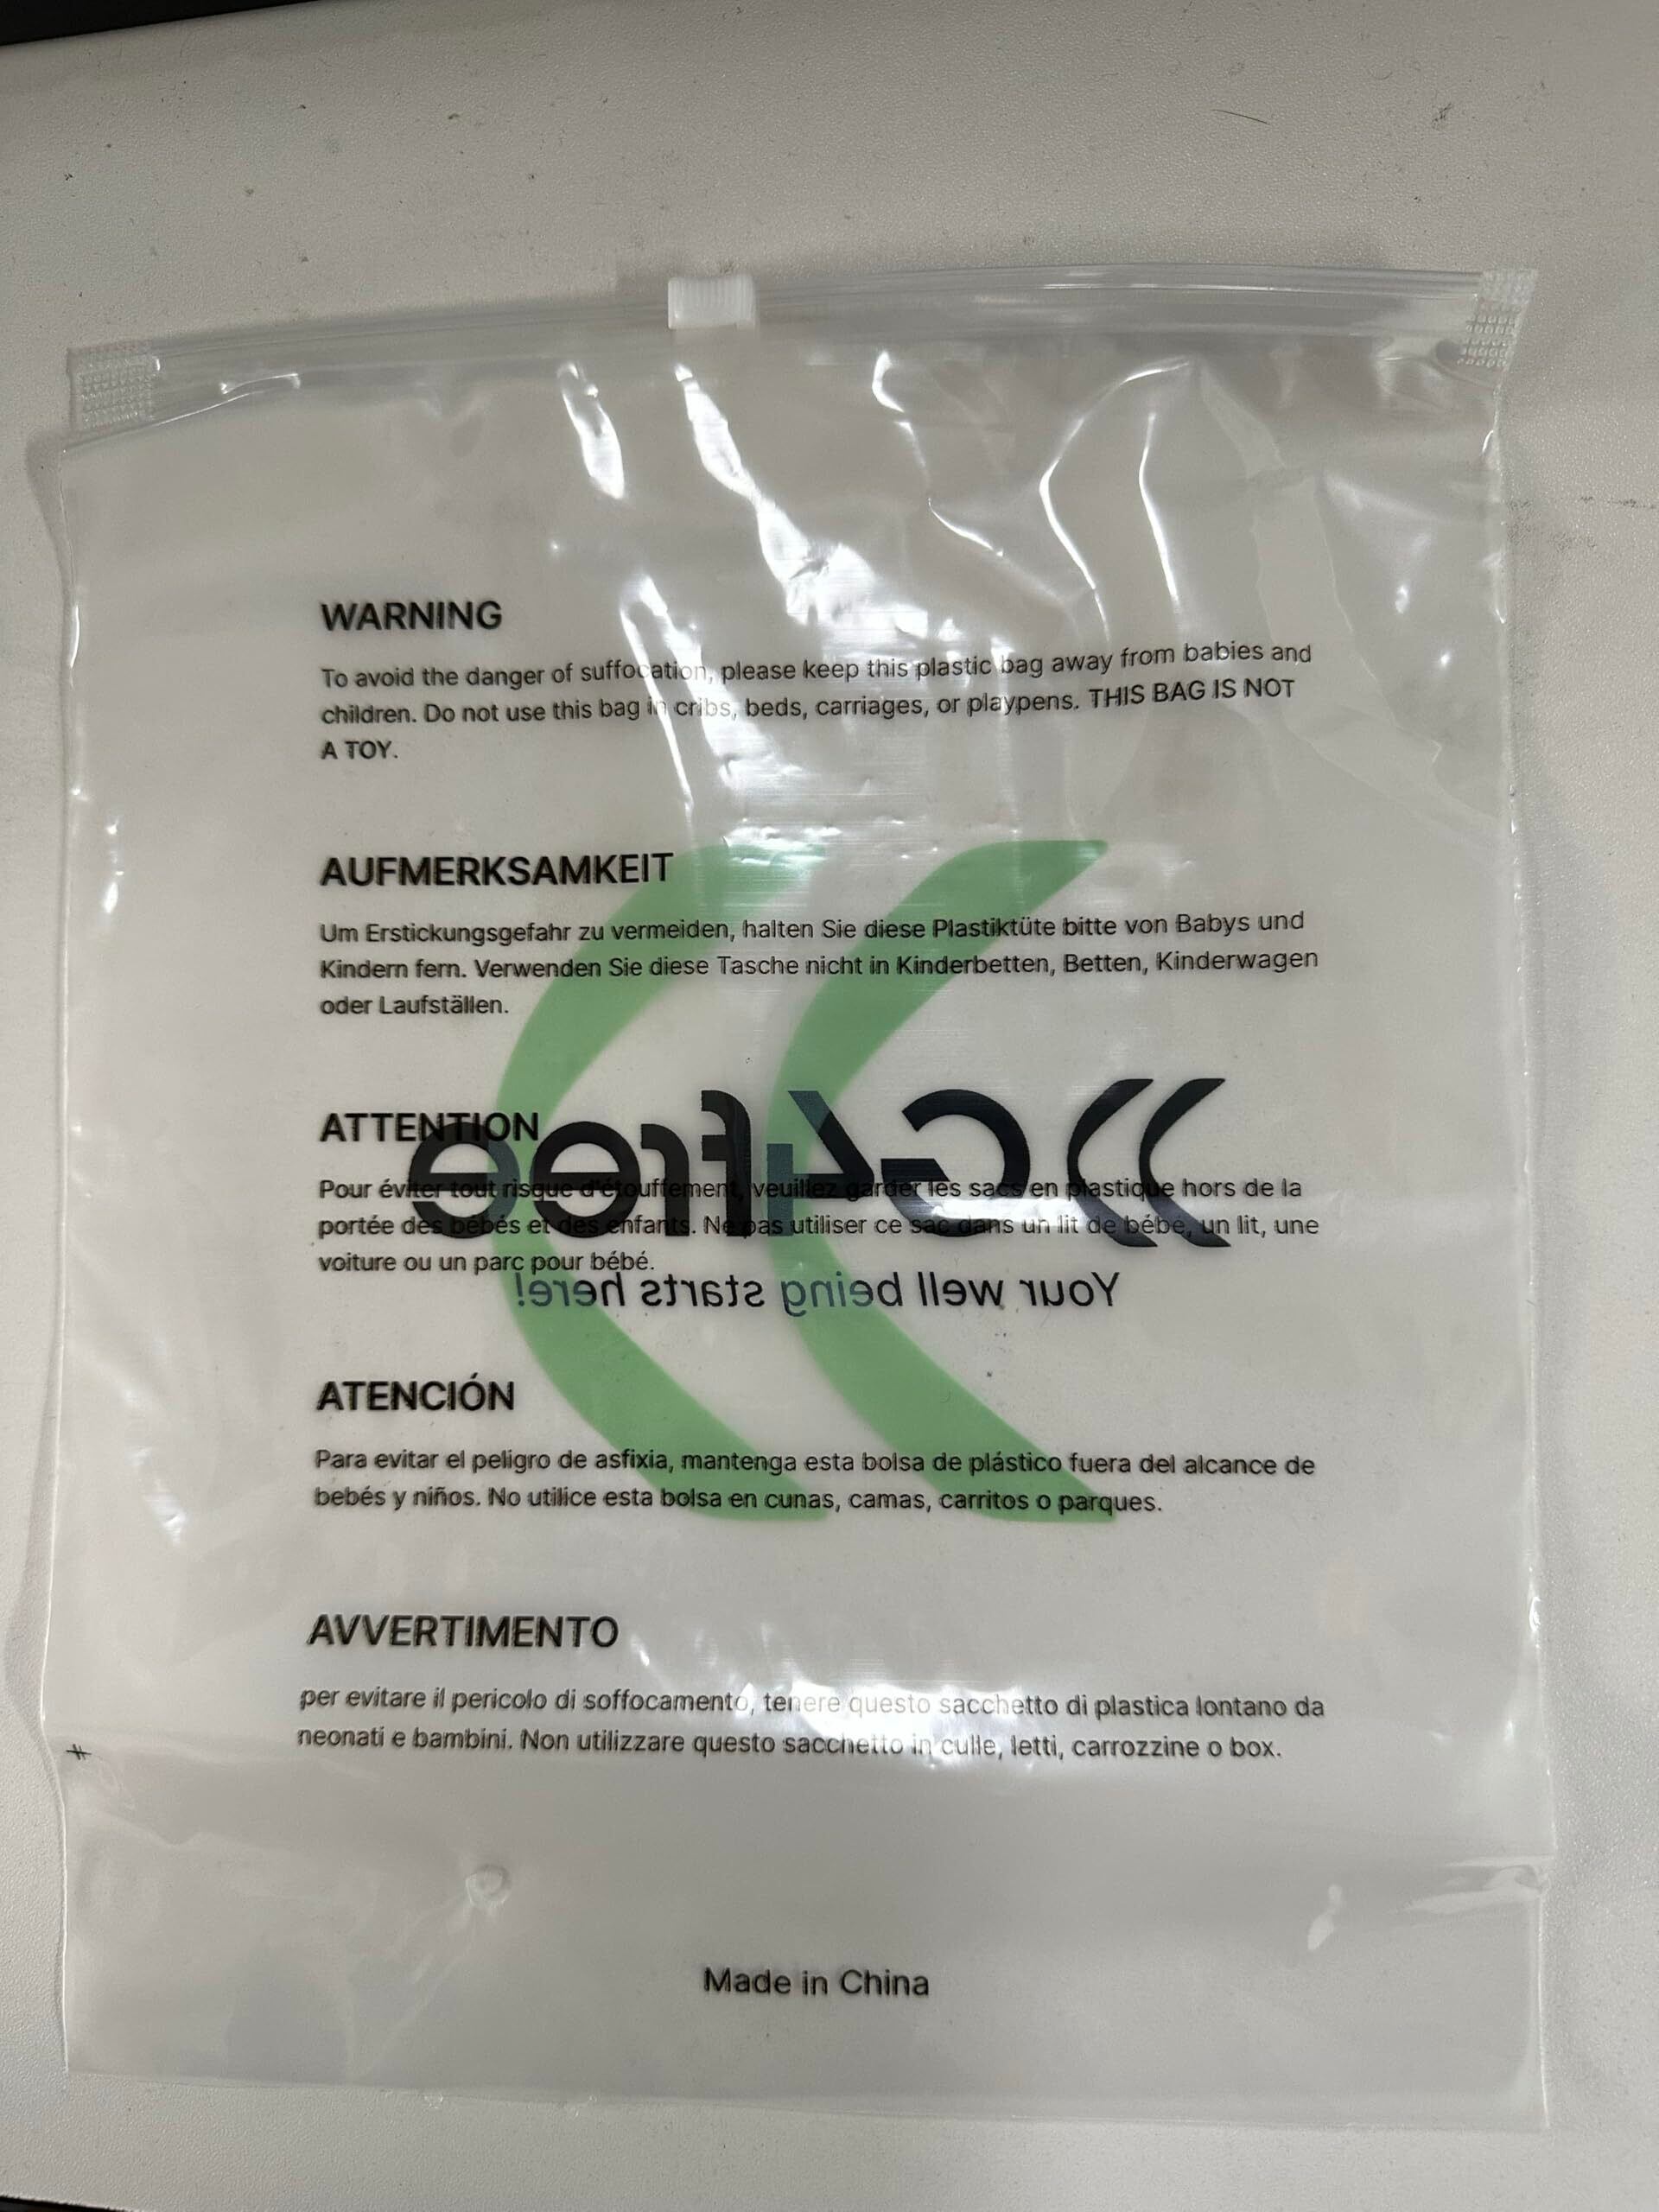 WARNING
To avoid the danger of suffocation, please keep this plastic bag away from babies and
children. Do not use this bag in cribs, beds, carriages, or playpens. THIS BAG IS NOT
A TOY.
AUFMERKSAMKEIT
Um Erstickungsgefahr zu vermeiden, halten Sie diese Plastiktüte bitte von Babys und
Kindern fern. Verwenden Sie diese Tasche nicht in Kinderbetten, Betten, Kinderwagen
oder Laufställen.
ATTENTION
G4free
Pour éviter tout risque d'étouffement, veuillez garder les sacs en plastique hors de la
portée des bébés et des enfants. Ne pas utiliser ce sac dans un lit de bébé, un lit, une
voiture ou un parc pour bébé.
Your well being starts here!
ATENCIÓN
Para evitar el peligro de asfixia, mantenga esta bolsa de plástico fuera del alcance de
bebés y niños. No utilice esta bolsa en cunas, camas, carritos o parques.
AVVERTIMENTO
per evitare il pericolo di soffocamento, tenere questo sacchetto di plastica lontano da
neonati e bambini. Non utilizzare questo sacchetto in culle, letti, carrozzine o box.
Made in China